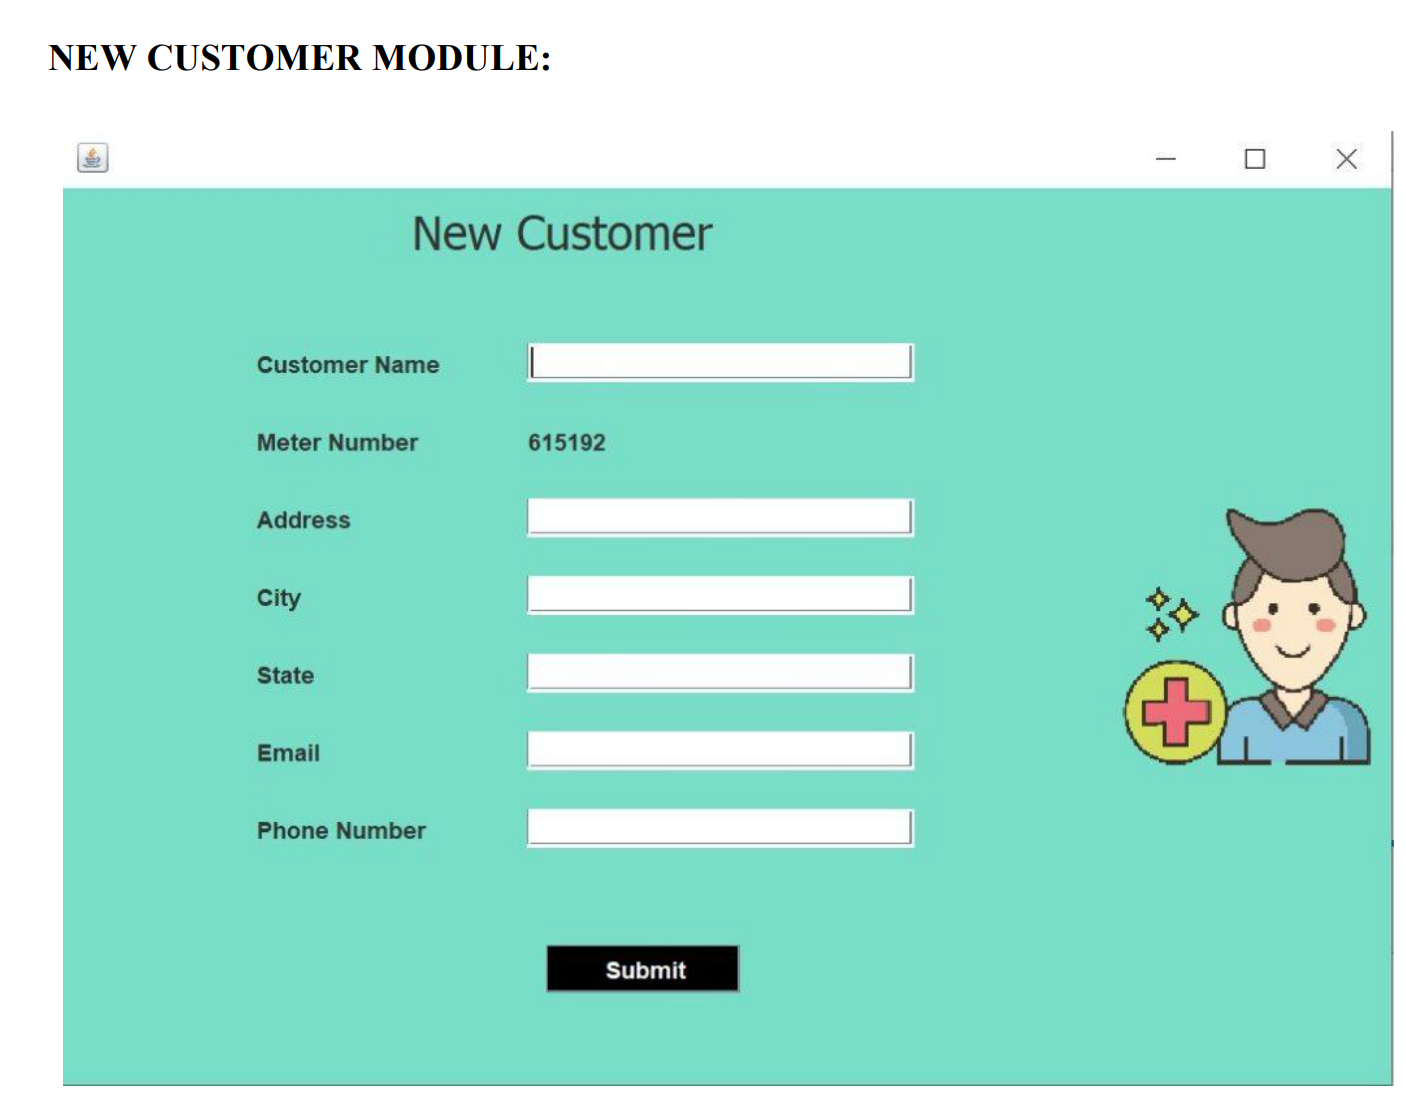 NEW CUSTOMER MODULE:
New Customer
Customer Name
Meter Number 615192
Address
City
State
Email
Phone Number
Submit